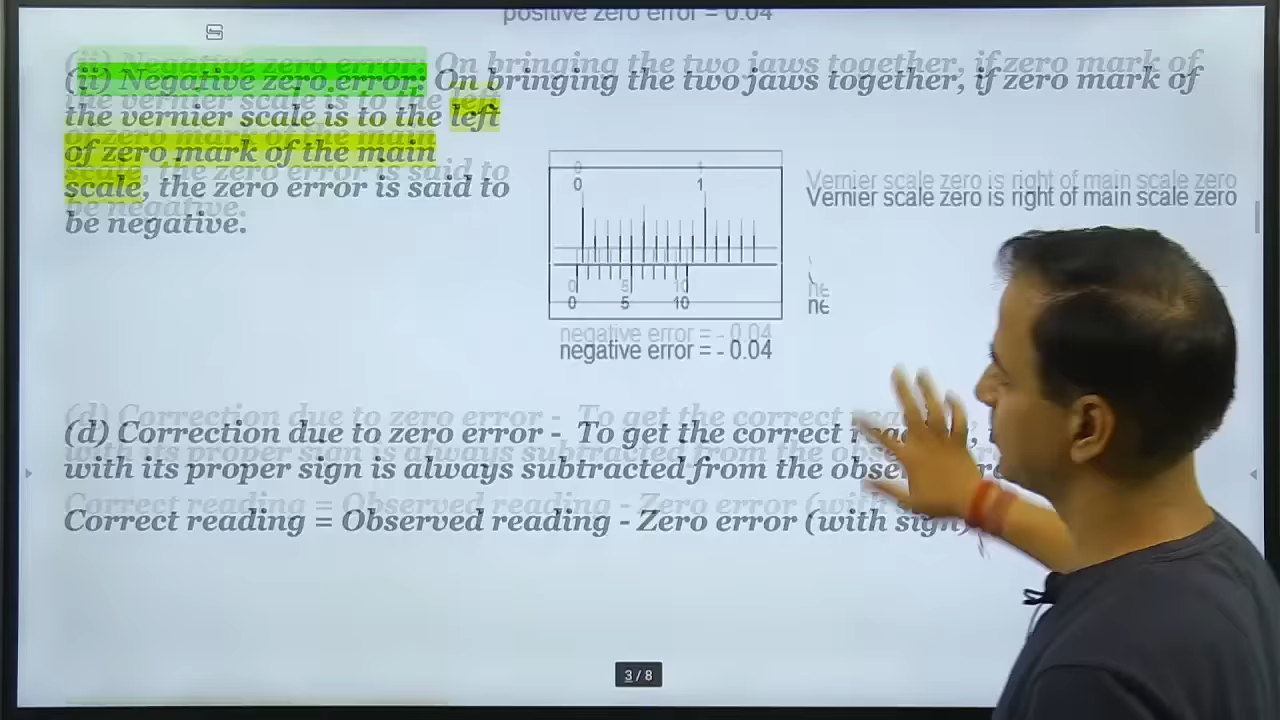 positive zero error = 0.04
(ii) Negative zero error: On bringing the two jaws together, if zero mark of
the vernier scale is to the left
of zero mark of the main
scale, the zero error is said to
be negative.
0 1
0 5 10
negative error = - 0.04
Vernier scale zero is right of main scale zero
ne
(d) Correction due to zero error - To get the correct
with its proper sign is always subtracted from the
Correct reading = Observed reading - Zero error (with sign)
3 / 8